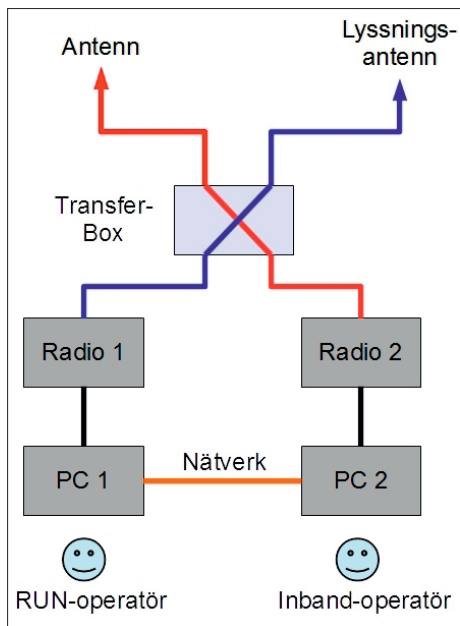 Antenn
Lyssnings-
antenn
Transfer-
Box
Radio 1
Radio 2
Nätverk
PC 1
PC 2
RUN-operatör
Inband-operatör